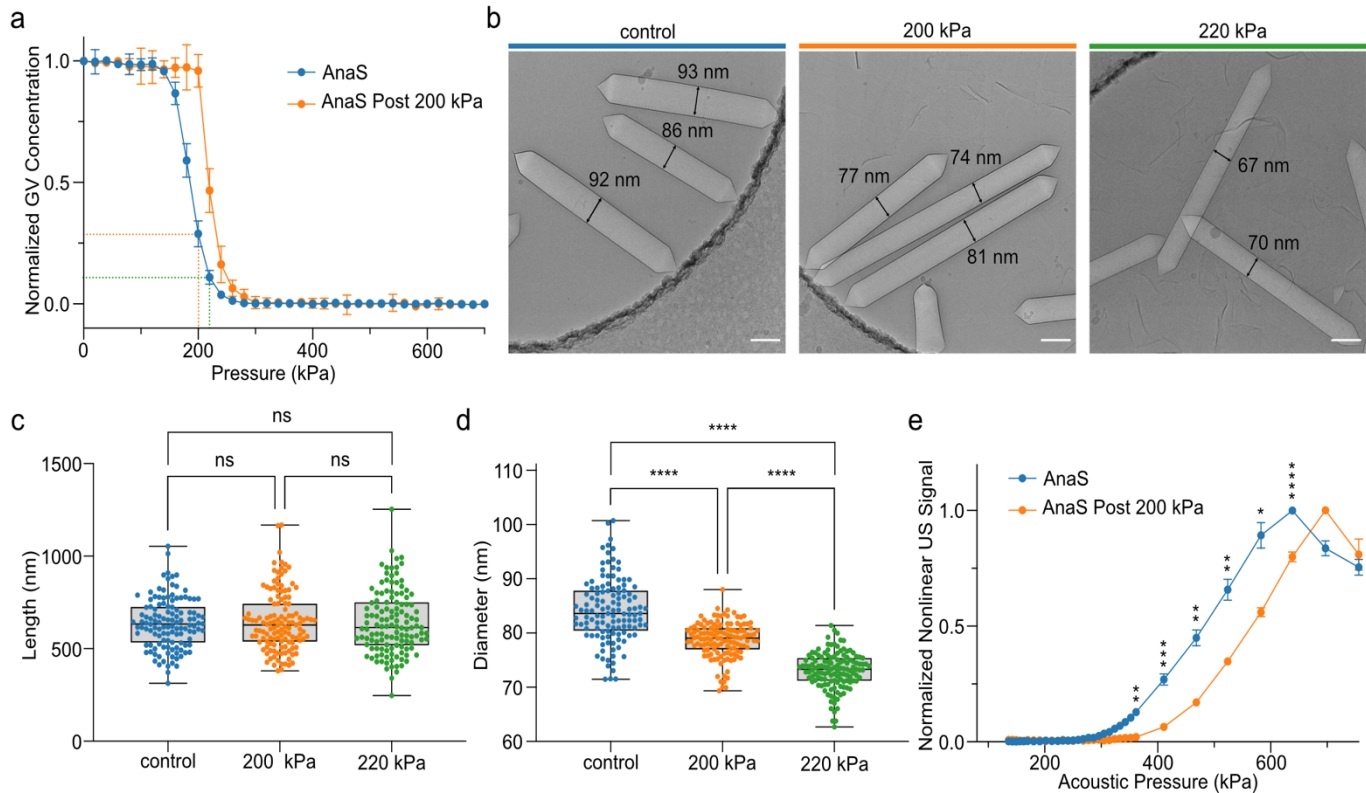 a
1.0
0.5
0.0
Normalized GV Concentration
AnaS
AnaS Post 200 kPa
0
200
400
600
Pressure (kPa)
b
control
200 kPa
220 kPa
93 nm
86 nm
92 nm
77 nm
74 nm
81 nm
67 nm
70 nm
c
ns
ns
ns
1500
1000
500
0
Length (nm)
control
200 kPa
220 kPa
d
****
****
****
110
100
90
80
70
60
Diameter (nm)
control
200 kPa
220 kPa
e
AnaS
AnaS Post 200 kPa
1.0
0.5
0.0
Normalized Nonlinear US Signal
**
***
**
**
*
****
200
400
600
Acoustic Pressure (kPa)